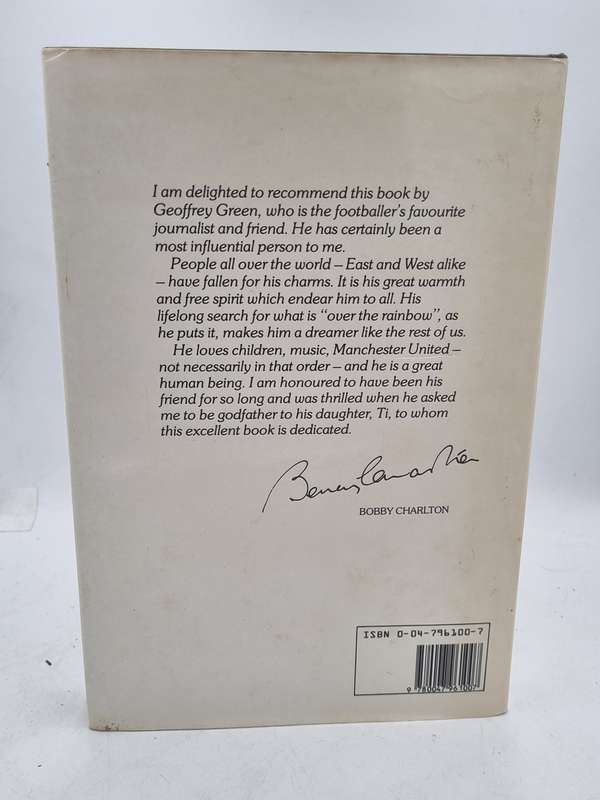 I am delighted to recommend this book by
Geoffrey Green, who is the footballer's favourite
journalist and friend. He has certainly been a
most influential person to me.
People all over the world – East and West alike
– have fallen for his charms. It is his great warmth
and free spirit which endear him to all. His
lifelong search for what is "over the rainbow", as
he puts it, makes him a dreamer like the rest of us.
He loves children, music, Manchester United –
not necessarily in that order – and he is a great
human being. I am honoured to have been his
friend for so long and was thrilled when he asked
me to be godfather to his daughter, Ti, to whom
this excellent book is dedicated.
Bobby Charlton
BOBBY CHARLTON
ISBN 0-04-796100-7
9 780047 961007